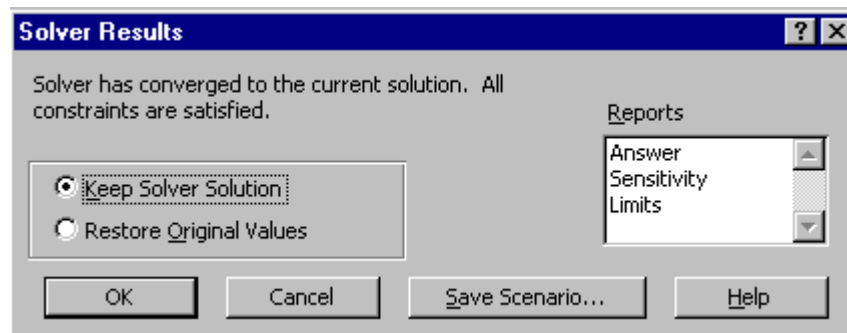 Solver Results
Solver has converged to the current solution. All
constraints are satisfied.
Reports
Answer
Sensitivity
Limits
Keep Solver Solution
Restore Original Values
OK Cancel Save Scenario... Help